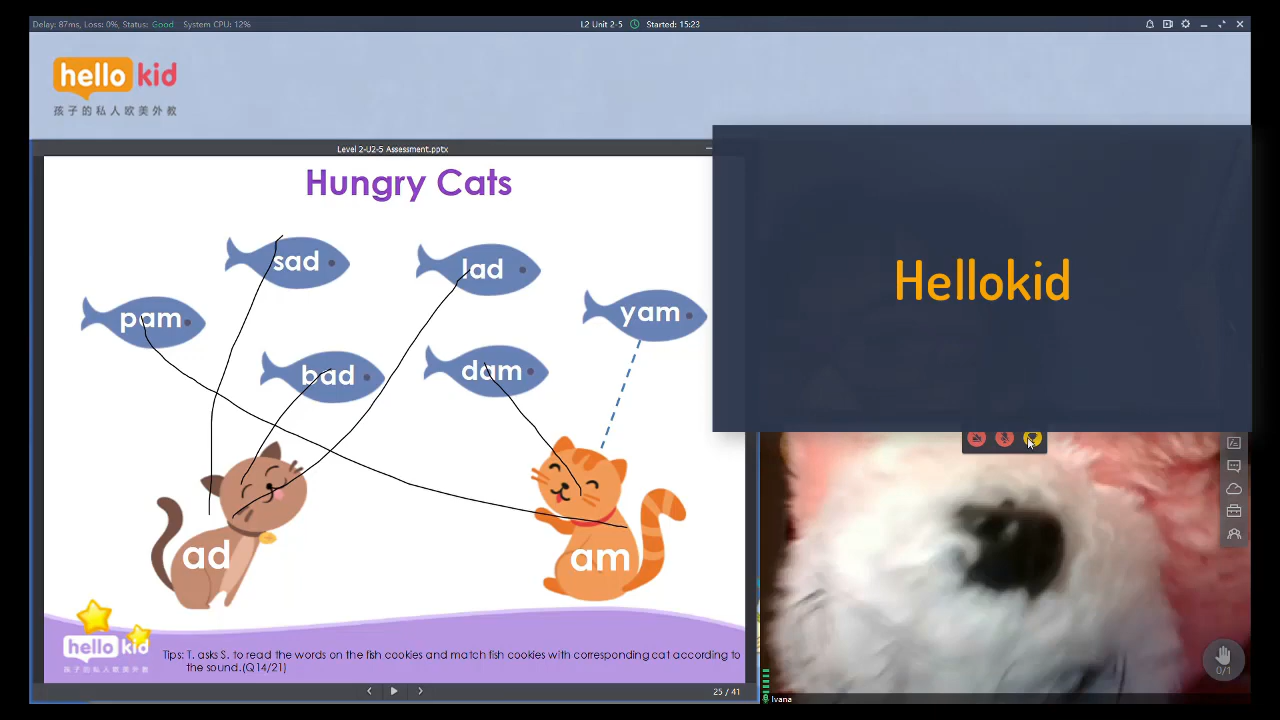 Delay: 87ms, Loss: 0%, Status: Good System CPU: 12%
L2 Unit 2-5 Started: 15:23
hello kid
孩子的私人欧美外教
Level 2-U2-5 Assessment.pptx
Hungry Cats
sad
lad
pam
yam
bad
dam
Hellokid
ad
am
hello kid
孩子的私人欧美外教
Tips: T. asks S. to read the words on the fish cookies and match fish cookies with corresponding cat according to
the sound.(Q14/21)
25 / 41
0/1
Ivana